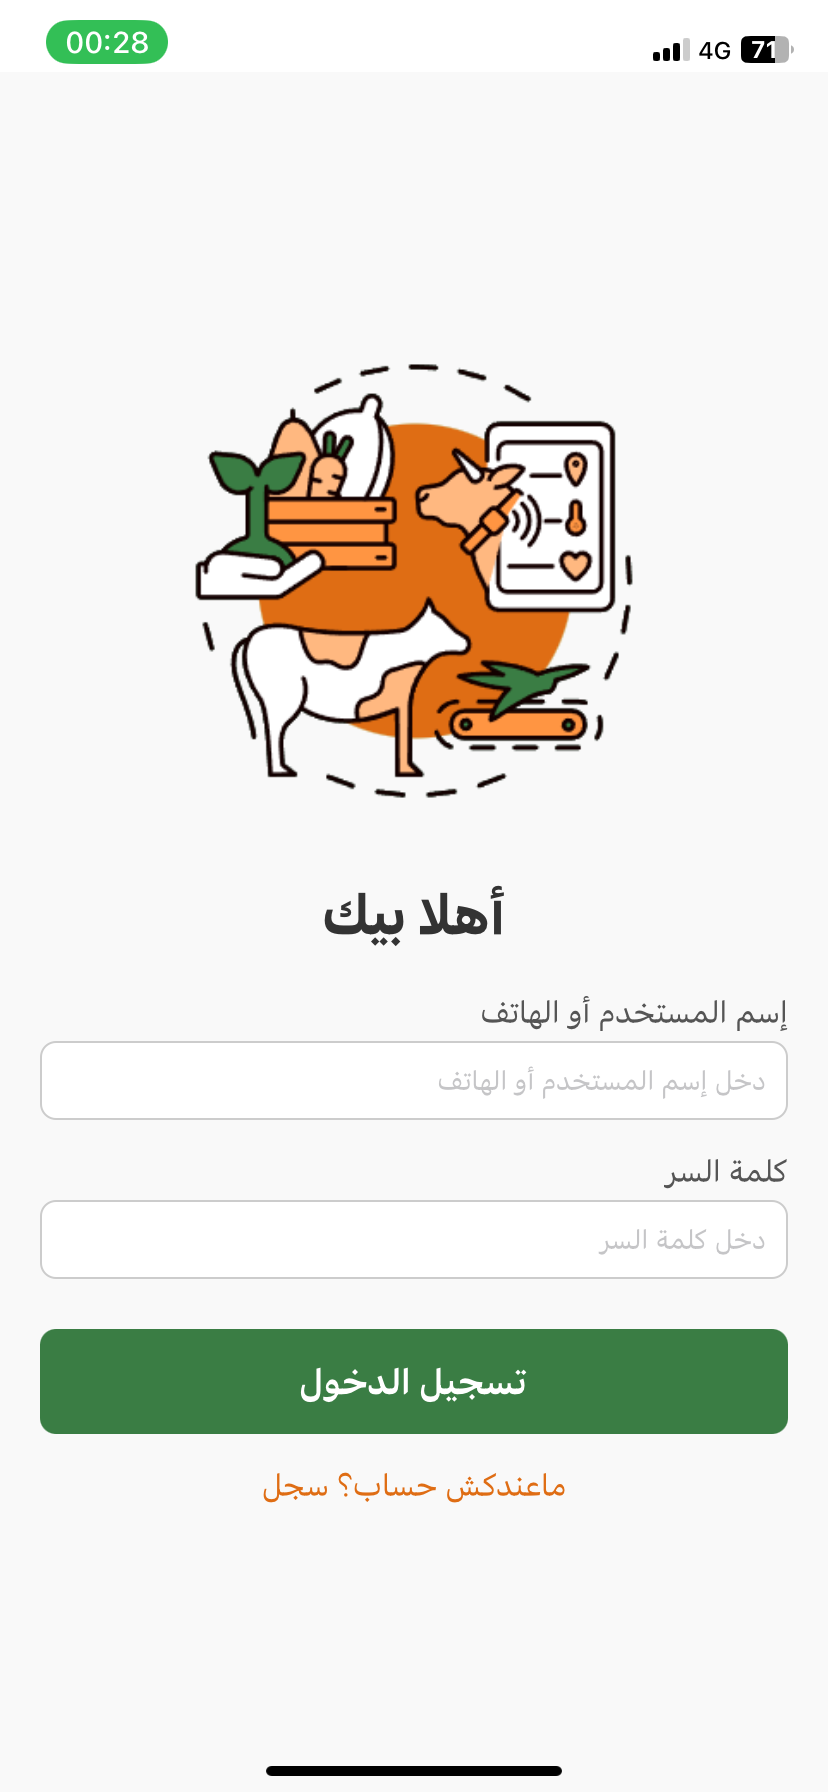 00:28
4G 71
أهلا بيك
إسم المستخدم أو الهاتف
دخل إسم المستخدم أو الهاتف
كلمة السر
دخل كلمة السر
تسجيل الدخول
ماعندكش حساب؟ سجل